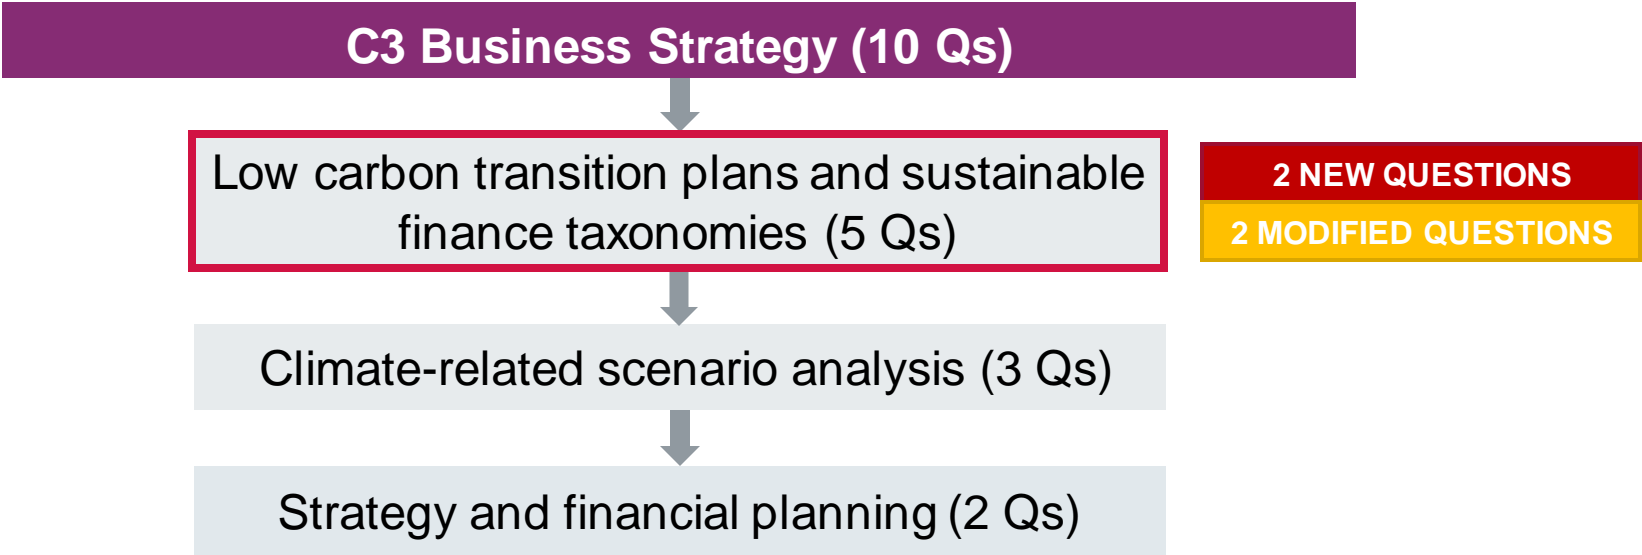 C3 Business Strategy (10 Qs)
Low carbon transition plans and sustainable
finance taxonomies (5 Qs)
2 NEW QUESTIONS
2 MODIFIED QUESTIONS
Climate-related scenario analysis (3 Qs)
Strategy and financial planning (2 Qs)